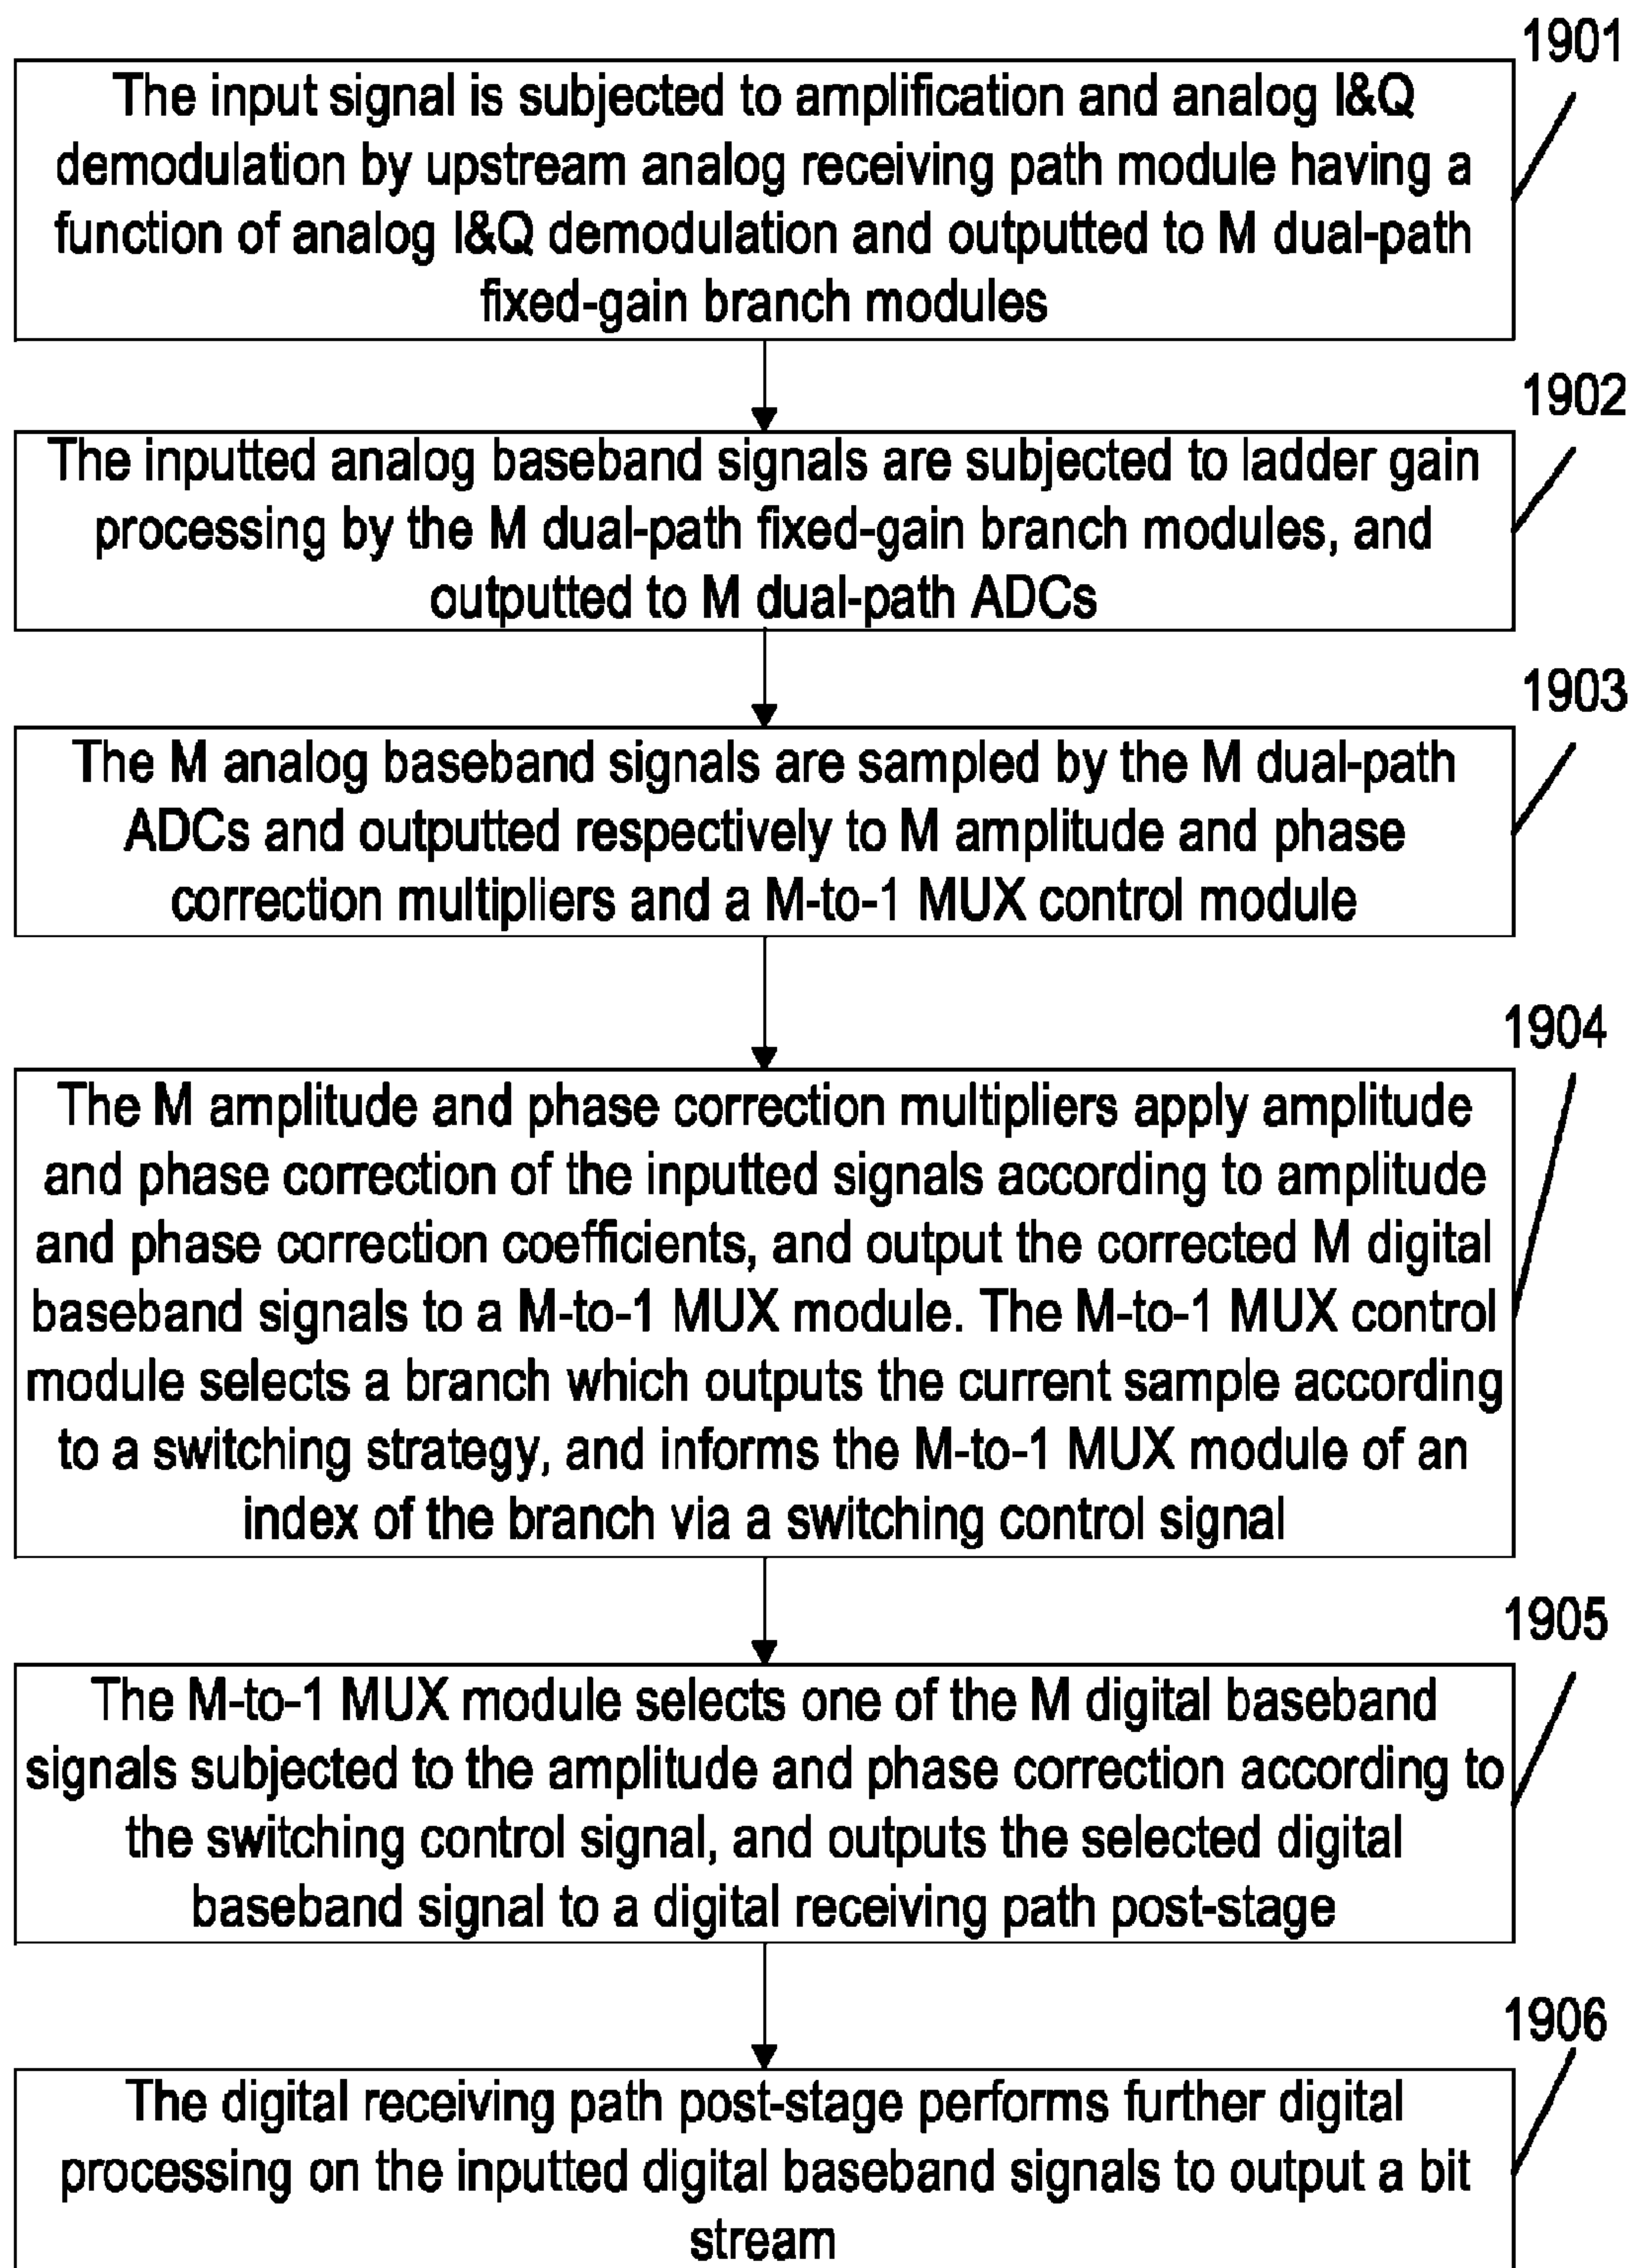 1901
The input signal is subjected to amplification and analog I&Q
demodulation by upstream analog receiving path module having a
function of analog I&Q demodulation and outputted to M dual-path
fixed-gain branch modules
1902
The inputted analog baseband signals are subjected to ladder gain
processing by the M dual-path fixed-gain branch modules, and
outputted to M dual-path ADCs
1903
The M analog baseband signals are sampled by the M dual-path
ADCs and outputted respectively to M amplitude and phase
correction multipliers and a M-to-1 MUX control module
1904
The M amplitude and phase correction multipliers apply amplitude
and phase correction of the inputted signals according to amplitude
and phase correction coefficients, and output the corrected M digital
baseband signals to a M-to-1 MUX module. The M-to-1 MUX control
module selects a branch which outputs the current sample according
to a switching strategy, and informs the M-to-1 MUX module of an
index of the branch via a switching control signal
1905
The M-to-1 MUX module selects one of the M digital baseband
signals subjected to the amplitude and phase correction according to
the switching control signal, and outputs the selected digital
baseband signal to a digital receiving path post-stage
1906
The digital receiving path post-stage performs further digital
processing on the inputted digital baseband signals to output a bit
stream